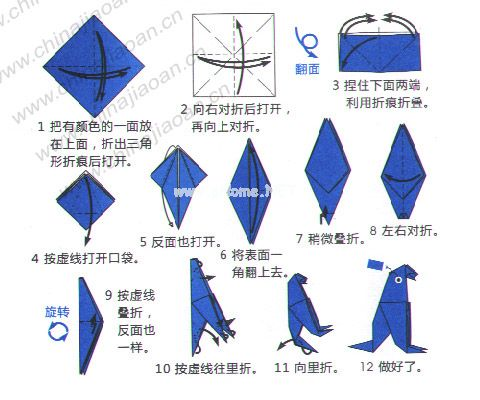 www.chinajiaoan.cn
www.chinajiaoan.cn
翻面
1 把有颜色的一面放
在上面，折出三角
形折痕后打开。
2 向右对折后打开，
再向上对折。
3 捏住下面两端，
利用折痕折叠。
4 按虚线打开口袋。
5 反面也打开。
6 将表面一
角翻上去。
7 稍微叠折。
8 左右对折。
旋转
9 按虚线
叠折，
反面也
一样。
10 按虚线往里折。
11 向里折。
12 做好了。